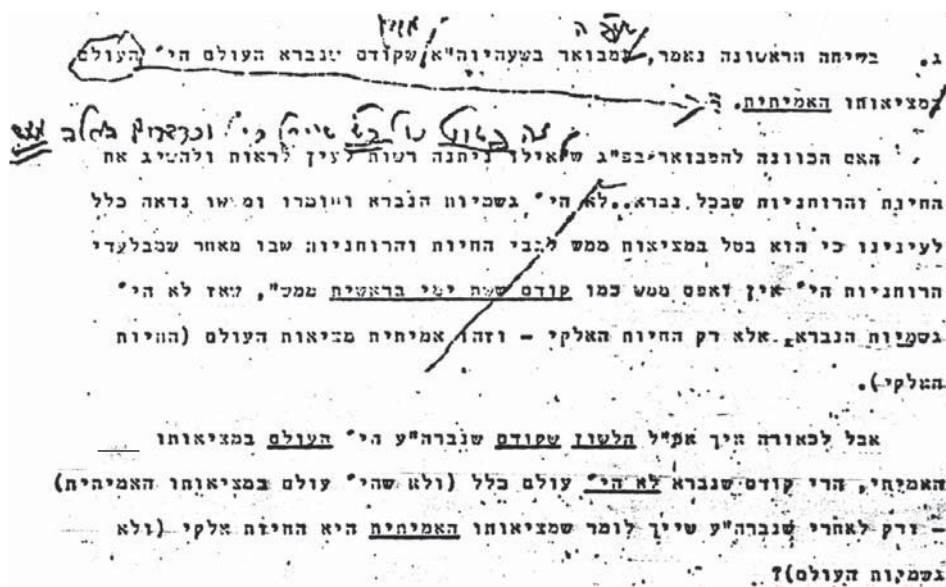 ג. בשיחה הראשונה נאמר, שמבואר בשעהיוה"א שקודם שנברא העולם הי' העולם
במציאותו האמיתית.
האם הכוונה להמבואר בפ"ג שאילו ניתנה רשות לעין לראות ולהשיג את
החיות והרוחניות שבכל נברא..לא הי' גשמיות הנברא וחומרו וממשו נראה כלל
לעינינו כי הוא בטל במציאות ממש לגבי החיות והרוחניות שבו מאחר שמבלעדי
הרוחניות הי' אין ואפס ממש כמו קודם ששת ימי בראשית ממש", שאז לא הי'
גשמיות הנברא, אלא רק החיות האלקי - וזהו אמיתית מציאות העולם (החיות
האלקי).
אבל לכאורה איך אפ"ל הלשון שקודם שנברה"ע הי' העולם במציאותו
האמיתי, הרי קודם שנברא לא הי' עולם כלל (ולא שהי' עולם במציאותו האמיתית)
- ורק לאחרי שנברה"ע שייך לומר שמציאותו האמיתית היא החיות אלקי (ולא
גשמיות העולם)?